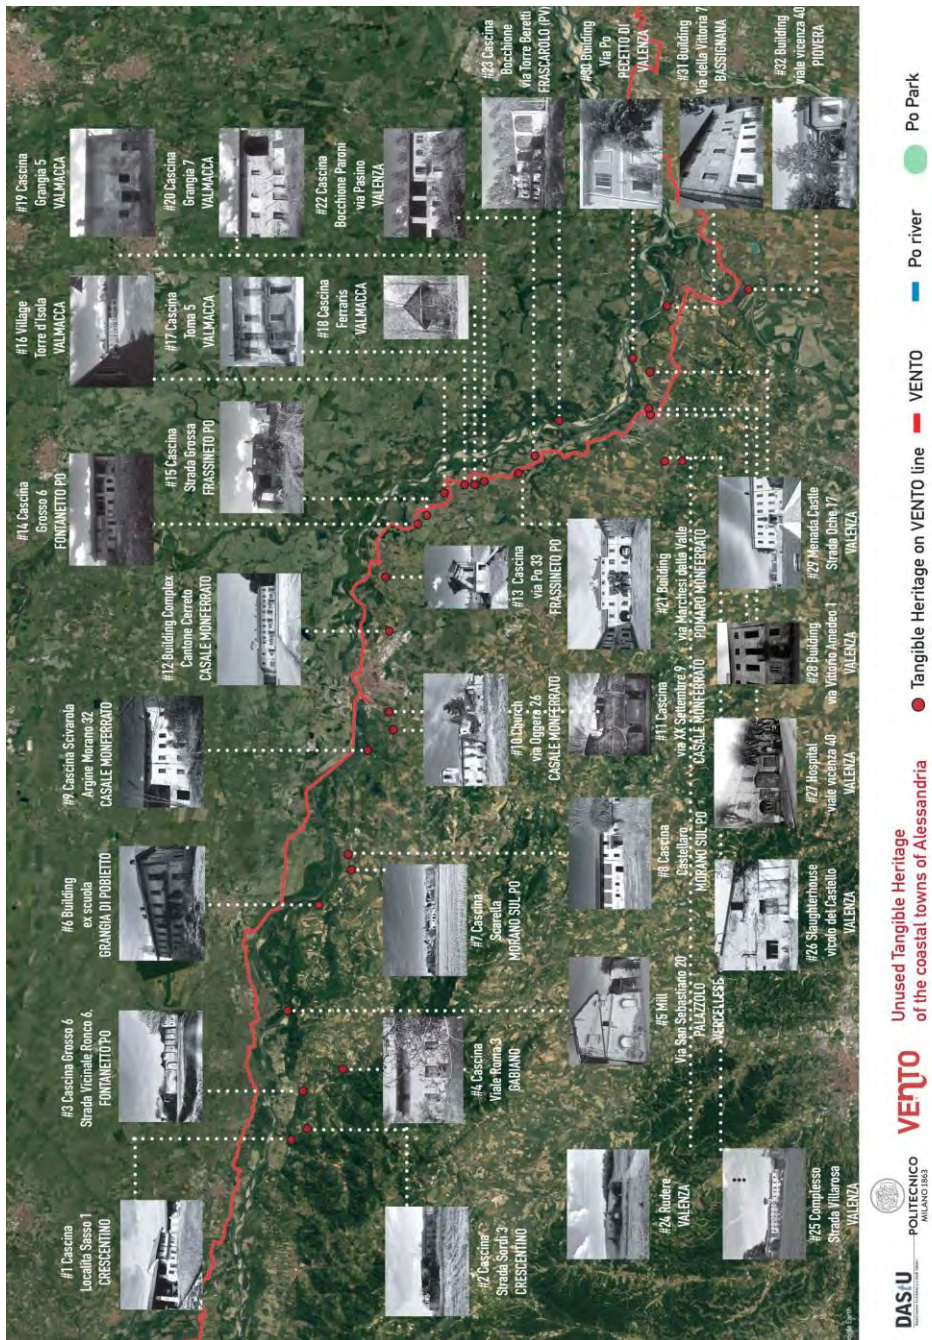 #1 Cascina
Localita Sasso 1
CRESCENTINO
#2 Cascina
Strada Sordi 3
CRESCENTINO
#3 Cascina Grosso 6
Strada Vicinale Ronco 6.
FONTANETTO PO
#4 Cascina
Viale Roma 3
GABIANO
#5 Mill
Via San Sebastiano 20
PALAZZOLO
VERCELLESE
#6 Building
ex scuola
GRANGIA DI POBIETTO
#7 Cascina
Scarella
MORANO SUL PO
#8 Cascina
Castellaro
MORANO SUL PO
#9 Cascina Scivarola
Argine Morano 32
CASALE MONFERRATO
#10 Church
via Oggero 26
CASALE MONFERRATO
#11 Cascina
via XX Settembre 9
CASALE MONFERRATO
#12 Building Complex
Cantone Cerreto
CASALE MONFERRATO
#13 Cascina
via Po 33
FRASSINETO PO
#14 Cascina
Grosso 6
FONTANETTO PO
#15 Cascina
Strada Grossa
FRASSINETO PO
#16 Village
Torre d'Isola
VALMACCA
#17 Cascina
Toma 5
VALMACCA
#18 Cascina
Ferraris
VALMACCA
#19 Cascina
Grangia 5
VALMACCA
#20 Cascina
Grangia 7
VALMACCA
#21 Building
via Marchesi dalla Valle
POMARO MONFERRATO
#22 Cascina
Bocchione Paroni
via Pasino
VALENZA
#23 Cascina
Bocchione
via Torre Beretti
FRASCAROLO (PV)
#24 Rudere
VALENZA
#25 Complesso
Strada Villarosa
VALENZA
#26 Slaughterhouse
vicolo del Castello
VALENZA
#27 Hospital
viale vicenza 40
VALENZA
#28 Building
via Vittorio Amedeo 1
VALENZA
#29 Menada Castle
Strada Oche 17
VALENZA
#30 Building
Via Po
PECETTO DI
VALENZA
#31 Building
via della Vittoria 7
BASSIGNANA
#32 Building
viale vicenza 40
PIOVERA
DAStU
POLITECNICO
MILANO 1863
VENTO
Unused Tangible Heritage
of the coastal towns of Alessandria
Tangible Heritage on VENTO line
VENTO
Po river
Po Park